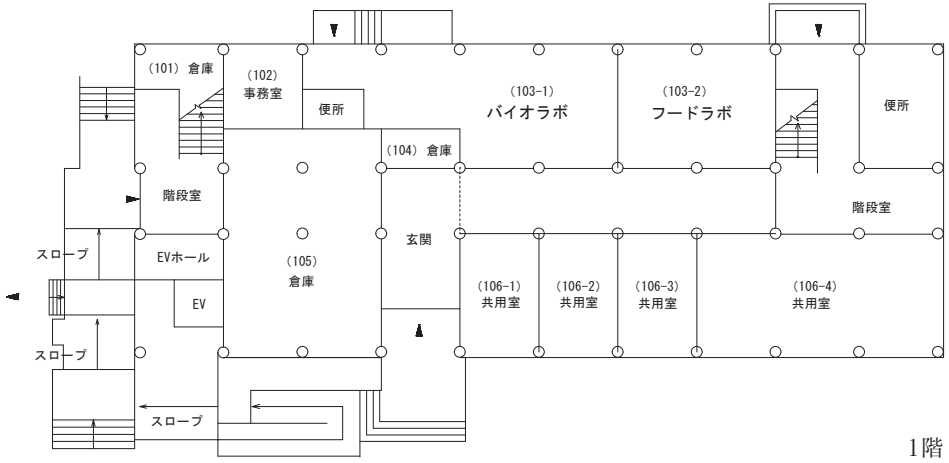 (101) 倉庫
(102)
事務室
便所
(103-1)
バイオラボ
(103-2)
フードラボ
便所
(104) 倉庫
階段室
階段室
スロープ
EVホール
(105)
倉庫
玄関
(106-1)
共用室
(106-2)
共用室
(106-3)
共用室
(106-4)
共用室
EV
スロープ
スロープ
1階